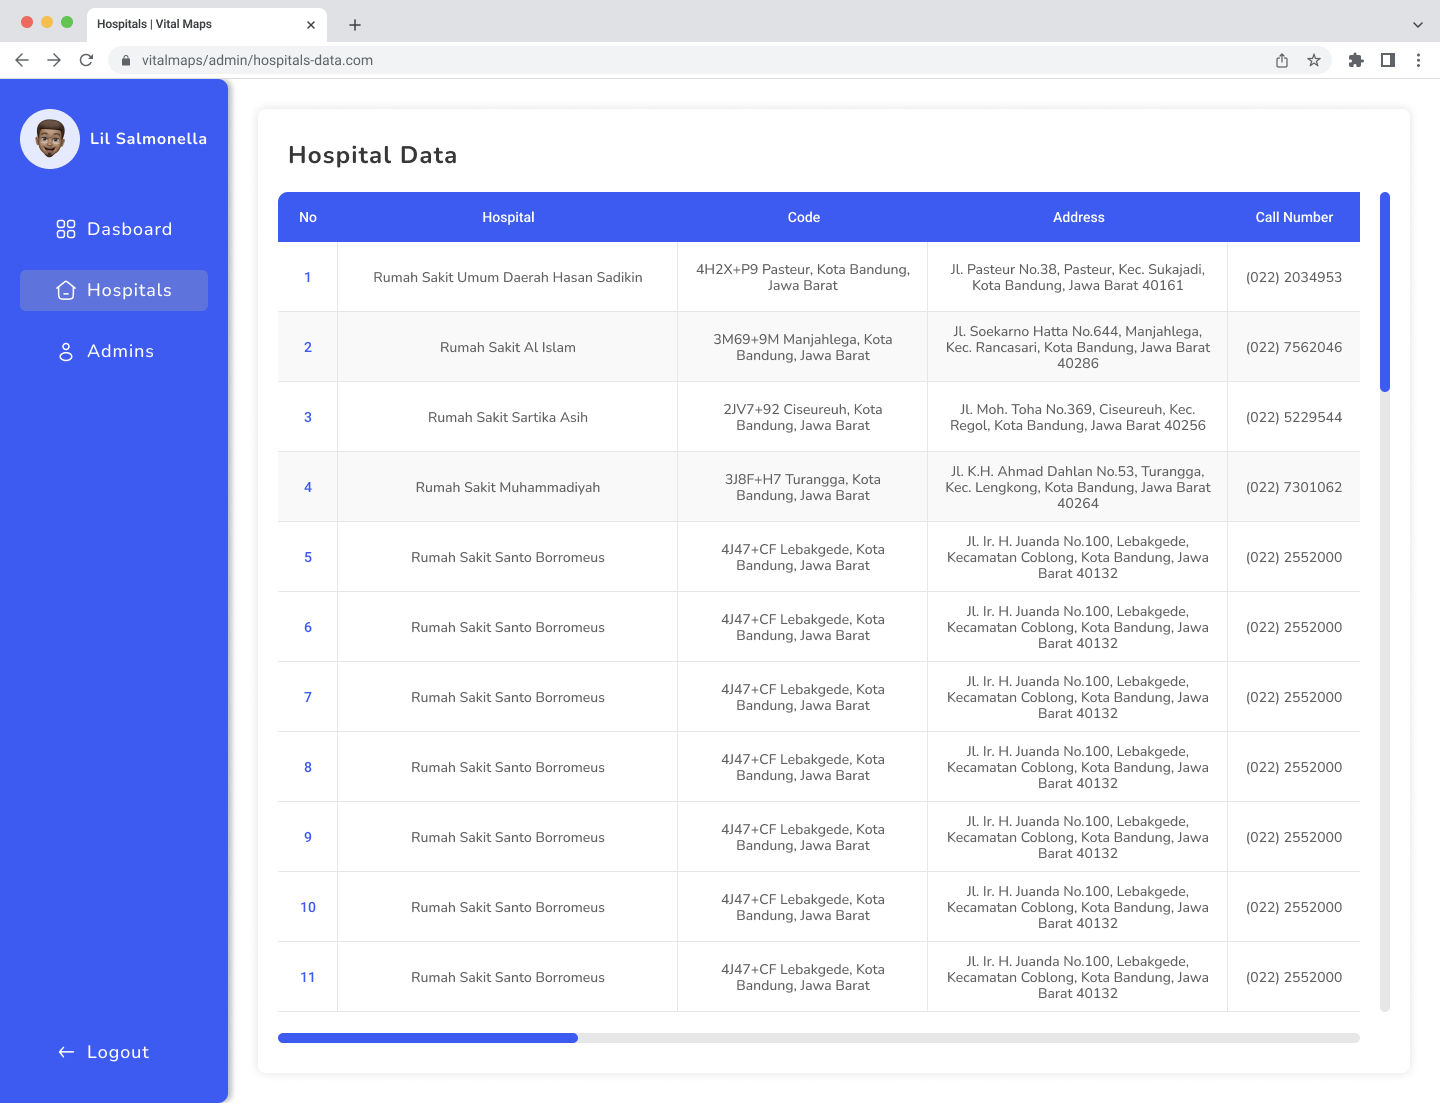 Hospitals | Vital Maps
vitalmaps/admin/hospitals-data.com
Lil Salmonella
Dasboard
Hospitals
Admins
Logout
Hospital Data
No Hospital Code Address Call Number
1 Rumah Sakit Umum Daerah Hasan Sadikin
4H2X+P9 Pasteur, Kota Bandung,
Jawa Barat
Jl. Pasteur No.38, Pasteur, Kec. Sukajadi,
Kota Bandung, Jawa Barat 40161
(022) 2034953
2 Rumah Sakit Al Islam
3M69+9M Manjahlega, Kota
Bandung, Jawa Barat
Jl. Soekarno Hatta No.644, Manjahlega,
Kec. Rancasari, Kota Bandung, Jawa Barat
40286
(022) 7562046
3 Rumah Sakit Sartika Asih
2JV7+92 Ciseureuh, Kota
Bandung, Jawa Barat
Jl. Moh. Toha No.369, Ciseureuh, Kec.
Regol, Kota Bandung, Jawa Barat 40256
(022) 5229544
4 Rumah Sakit Muhammadiyah
3J8F+H7 Turangga, Kota
Bandung, Jawa Barat
Jl. K.H. Ahmad Dahlan No.53, Turangga,
Kec. Lengkong, Kota Bandung, Jawa Barat
40264
(022) 7301062
5 Rumah Sakit Santo Borromeus
4J47+CF Lebakgede, Kota
Bandung, Jawa Barat
Jl. Ir. H. Juanda No.100, Lebakgede,
Kecamatan Coblong, Kota Bandung, Jawa
Barat 40132
(022) 2552000
6 Rumah Sakit Santo Borromeus
4J47+CF Lebakgede, Kota
Bandung, Jawa Barat
Jl. Ir. H. Juanda No.100, Lebakgede,
Kecamatan Coblong, Kota Bandung, Jawa
Barat 40132
(022) 2552000
7 Rumah Sakit Santo Borromeus
4J47+CF Lebakgede, Kota
Bandung, Jawa Barat
Jl. Ir. H. Juanda No.100, Lebakgede,
Kecamatan Coblong, Kota Bandung, Jawa
Barat 40132
(022) 2552000
8 Rumah Sakit Santo Borromeus
4J47+CF Lebakgede, Kota
Bandung, Jawa Barat
Jl. Ir. H. Juanda No.100, Lebakgede,
Kecamatan Coblong, Kota Bandung, Jawa
Barat 40132
(022) 2552000
9 Rumah Sakit Santo Borromeus
4J47+CF Lebakgede, Kota
Bandung, Jawa Barat
Jl. Ir. H. Juanda No.100, Lebakgede,
Kecamatan Coblong, Kota Bandung, Jawa
Barat 40132
(022) 2552000
10 Rumah Sakit Santo Borromeus
4J47+CF Lebakgede, Kota
Bandung, Jawa Barat
Jl. Ir. H. Juanda No.100, Lebakgede,
Kecamatan Coblong, Kota Bandung, Jawa
Barat 40132
(022) 2552000
11 Rumah Sakit Santo Borromeus
4J47+CF Lebakgede, Kota
Bandung, Jawa Barat
Jl. Ir. H. Juanda No.100, Lebakgede,
Kecamatan Coblong, Kota Bandung, Jawa
Barat 40132
(022) 2552000